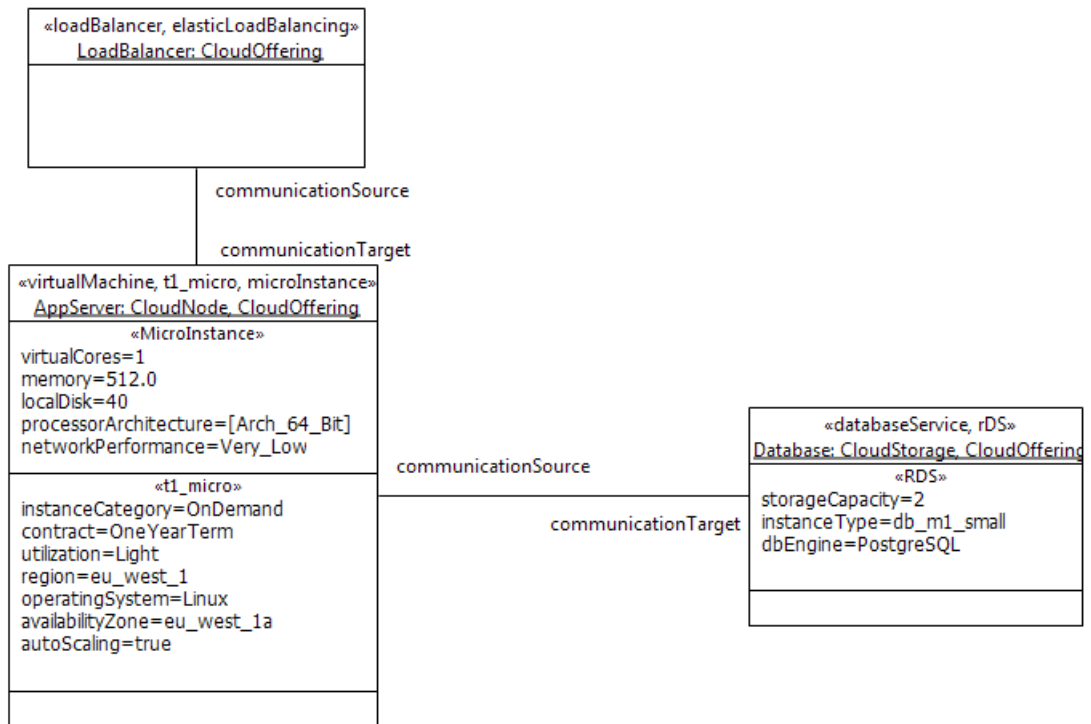 «loadBalancer, elasticLoadBalancing»
LoadBalancer: CloudOffering
communicationSource
communicationTarget
«virtualMachine, t1_micro, microInstance»
AppServer: CloudNode, CloudOffering
«MicroInstance»
virtualCores=1
memory=512.0
localDisk=40
processorArchitecture=[Arch_64_Bit]
networkPerformance=Very_Low
«t1_micro»
instanceCategory=OnDemand
contract=OneYearTerm
utilization=Light
region=eu_west_1
operatingSystem=Linux
availabilityZone=eu_west_1a
autoScaling=true
communicationSource
communicationTarget
«databaseService, rDS»
Database: CloudStorage, CloudOffering
«RDS»
storageCapacity=2
instanceType=db_m1_small
dbEngine=PostgreSQL